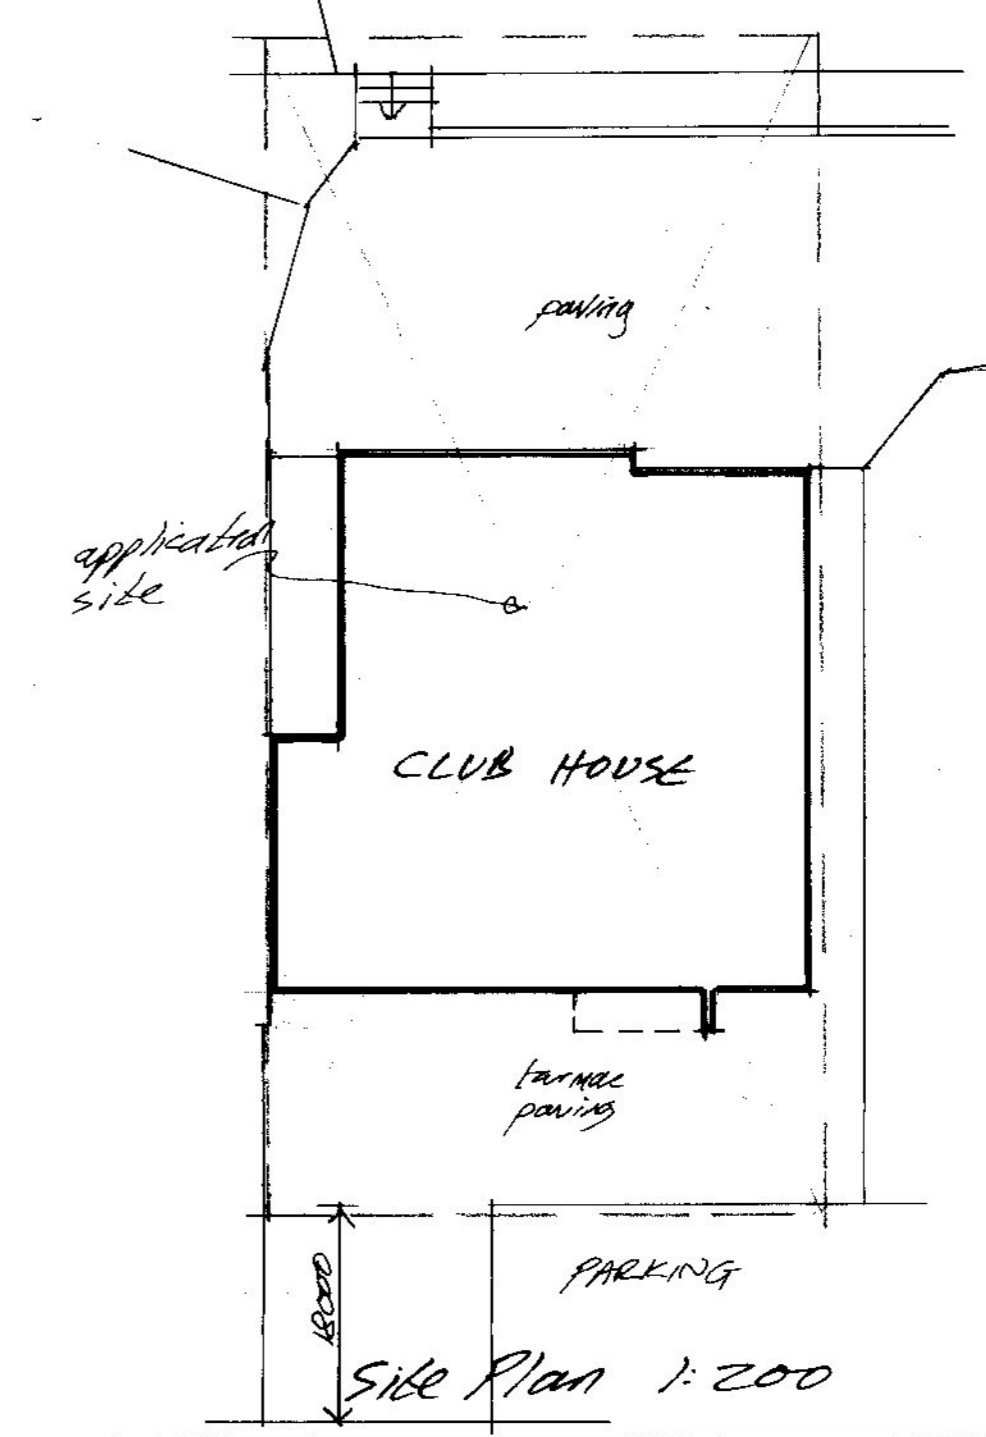 paving
application
site
CLUB HOUSE
tarmac
paving
PARKING
18000
Site Plan 1:200